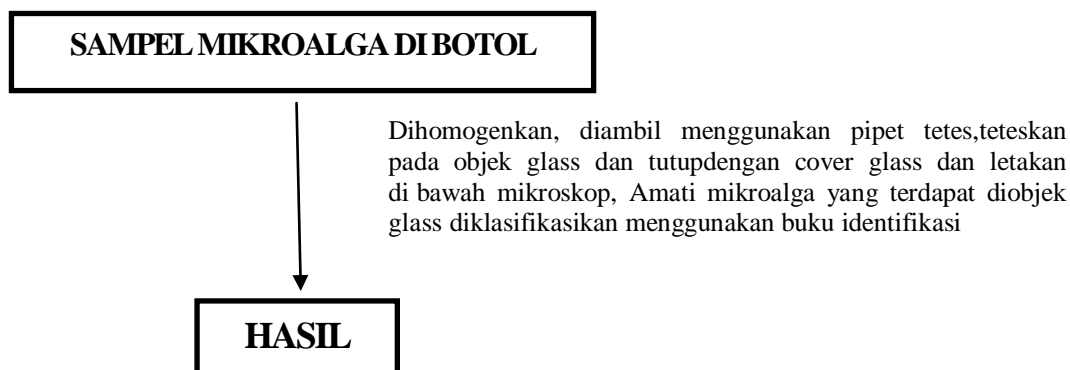 SAMPEL MIKROALGA DI BOTOL
Dihomogenkan, diambil menggunakan pipet tetes,teteskan
pada objek glass dan tutupdengan cover glass dan letakan
di bawah mikroskop, Amati mikroalga yang terdapat diobjek
glass diklasifikasikan menggunakan buku identifikasi
HASIL